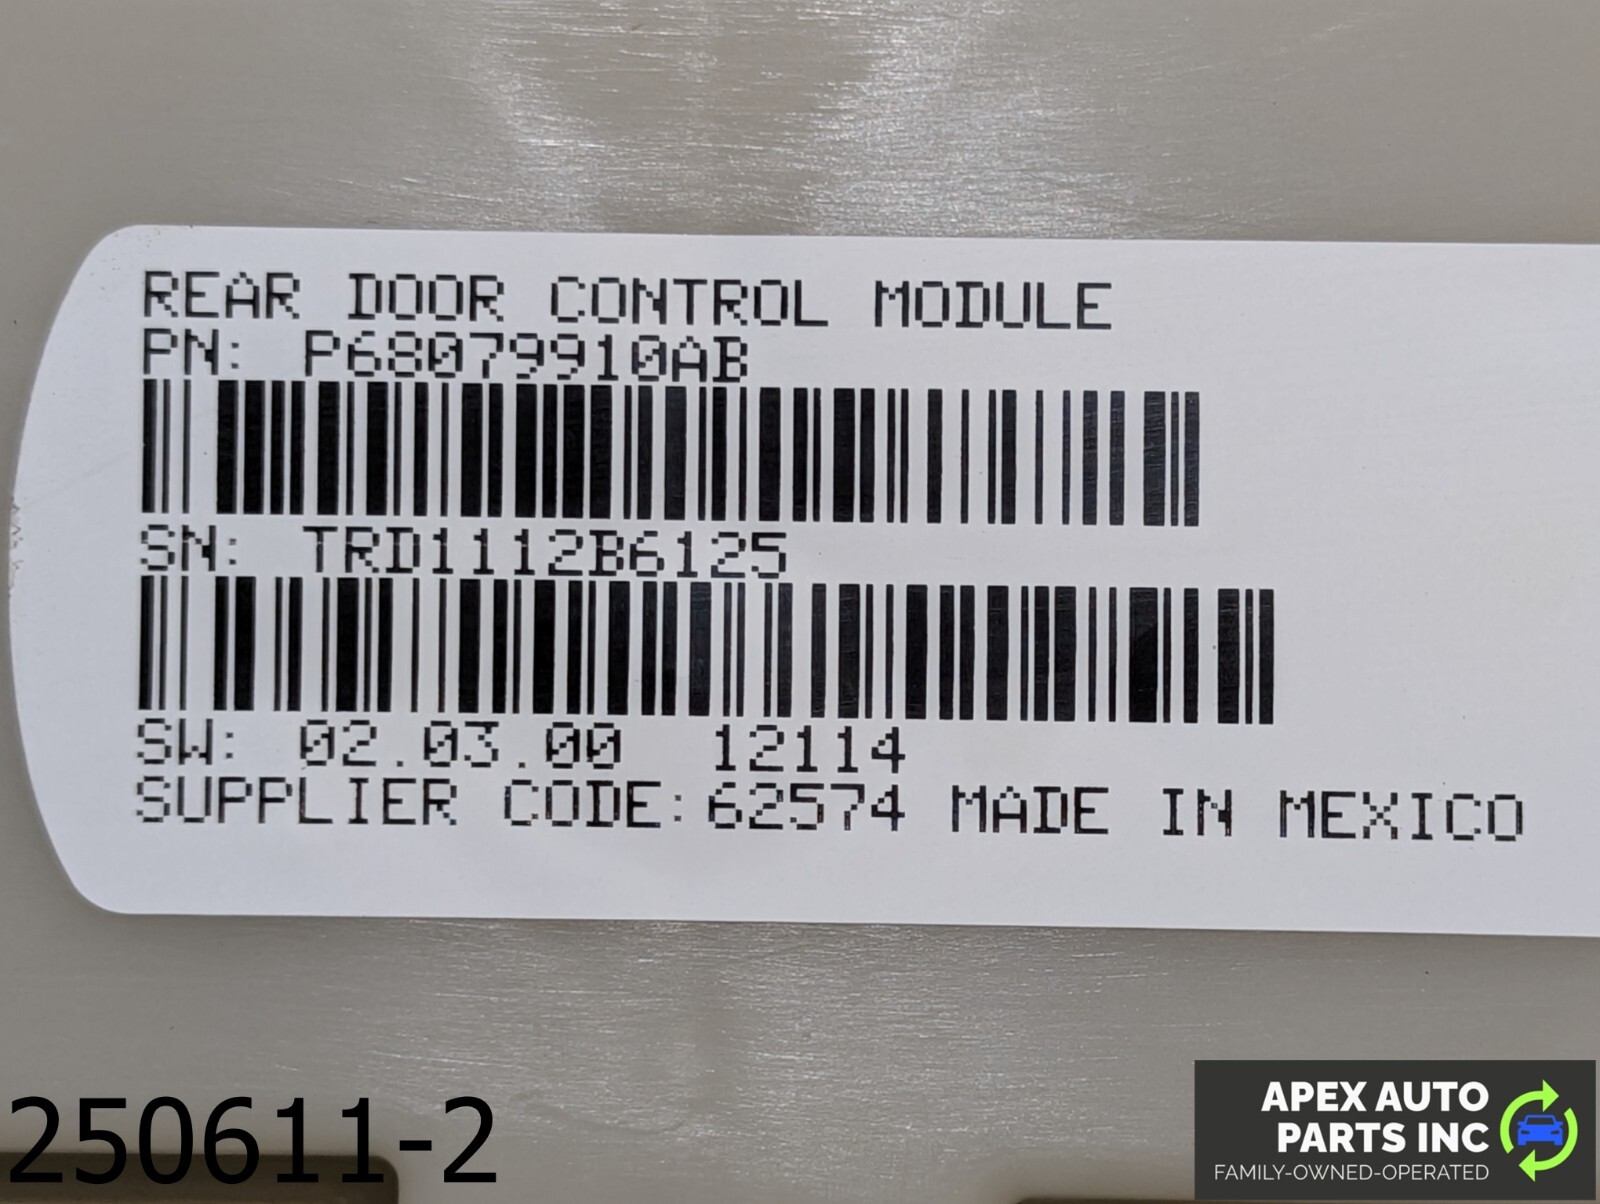 REAR DOOR CONTROL MODULE
PN: P68079910AB
SN: TRD1112B6125
SW: 02.03.00 12114
SUPPLIER CODE:62574 MADE IN MEXICO
250611-2
APEX AUTO
PARTS INC
FAMILY-OWNED-OPERATED